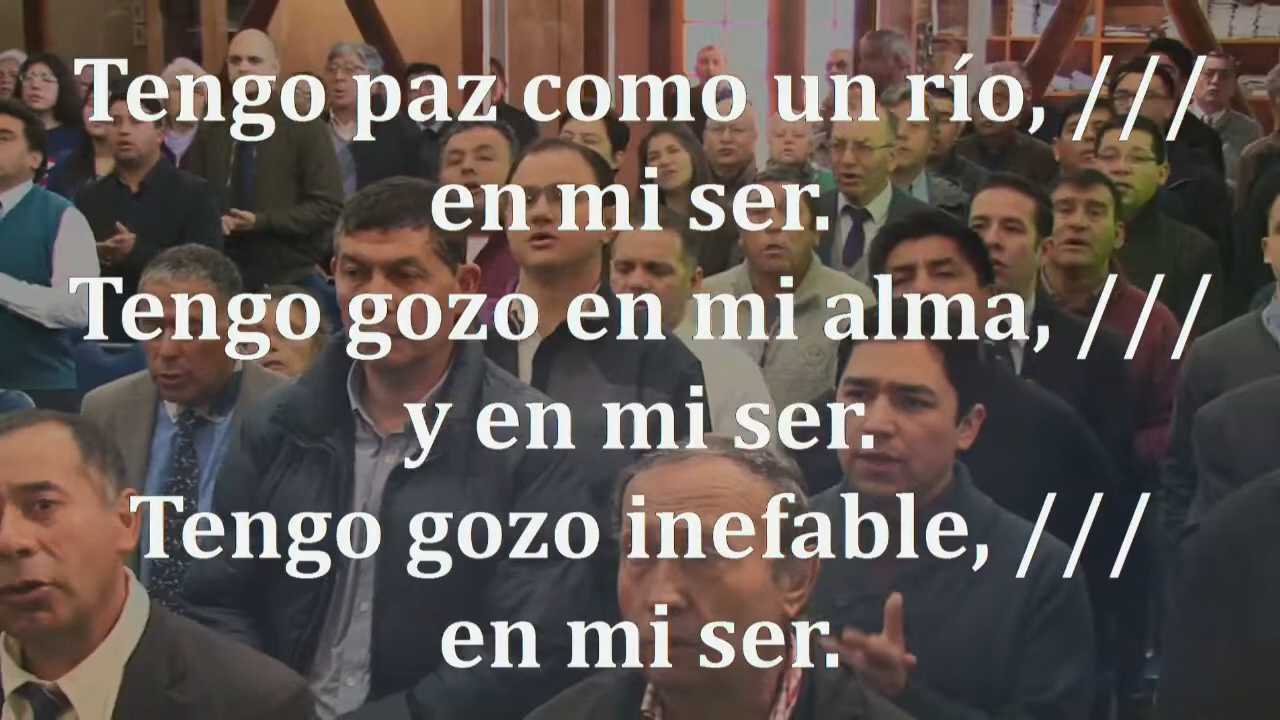 Tengo paz como un río, ///
en mi ser.
Tengo gozo en mi alma, ///
y en mi ser.
Tengo gozo inefable, ///
en mi ser.